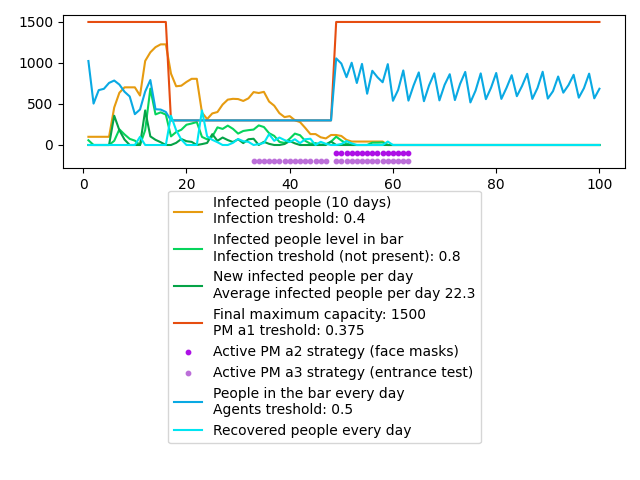 1500
1000
500
0
0
20
40
60
80
100
Infected people (10 days)
Infection treshold: 0.4
Infected people level in bar
Infection treshold (not present): 0.8
New infected people per day
Average infected people per day 22.3
Final maximum capacity: 1500
PM a1 treshold: 0.375
Active PM a2 strategy (face masks)
Active PM a3 strategy (entrance test)
People in the bar every day
Agents treshold: 0.5
Recovered people every day